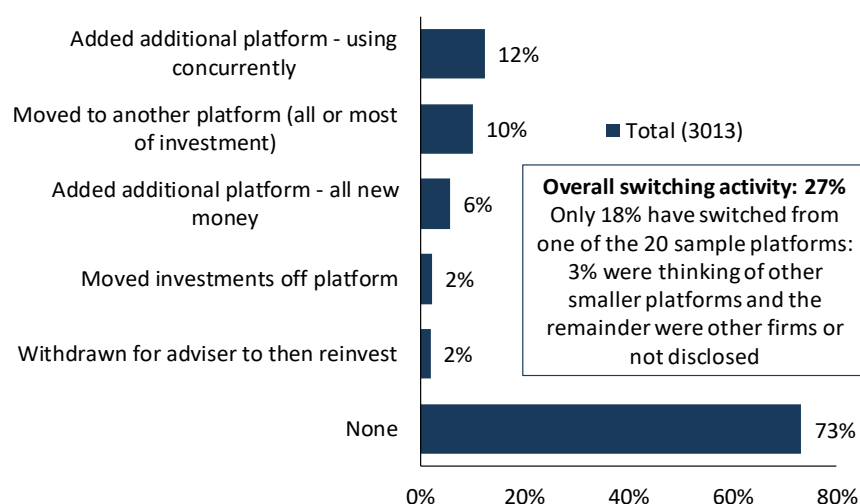 Added additional platform - using
concurrently
12%
Moved to another platform (all or most
of investment)
10%
Total (3013)
Added additional platform - all new
money
6%
Overall switching activity: 27%
Only 18% have switched from
one of the 20 sample platforms:
3% were thinking of other
smaller platforms and the
remainder were other firms or
not disclosed
Moved investments off platform
2%
Withdrawn for adviser to then reinvest
2%
None
73%
0% 20% 40% 60% 80%